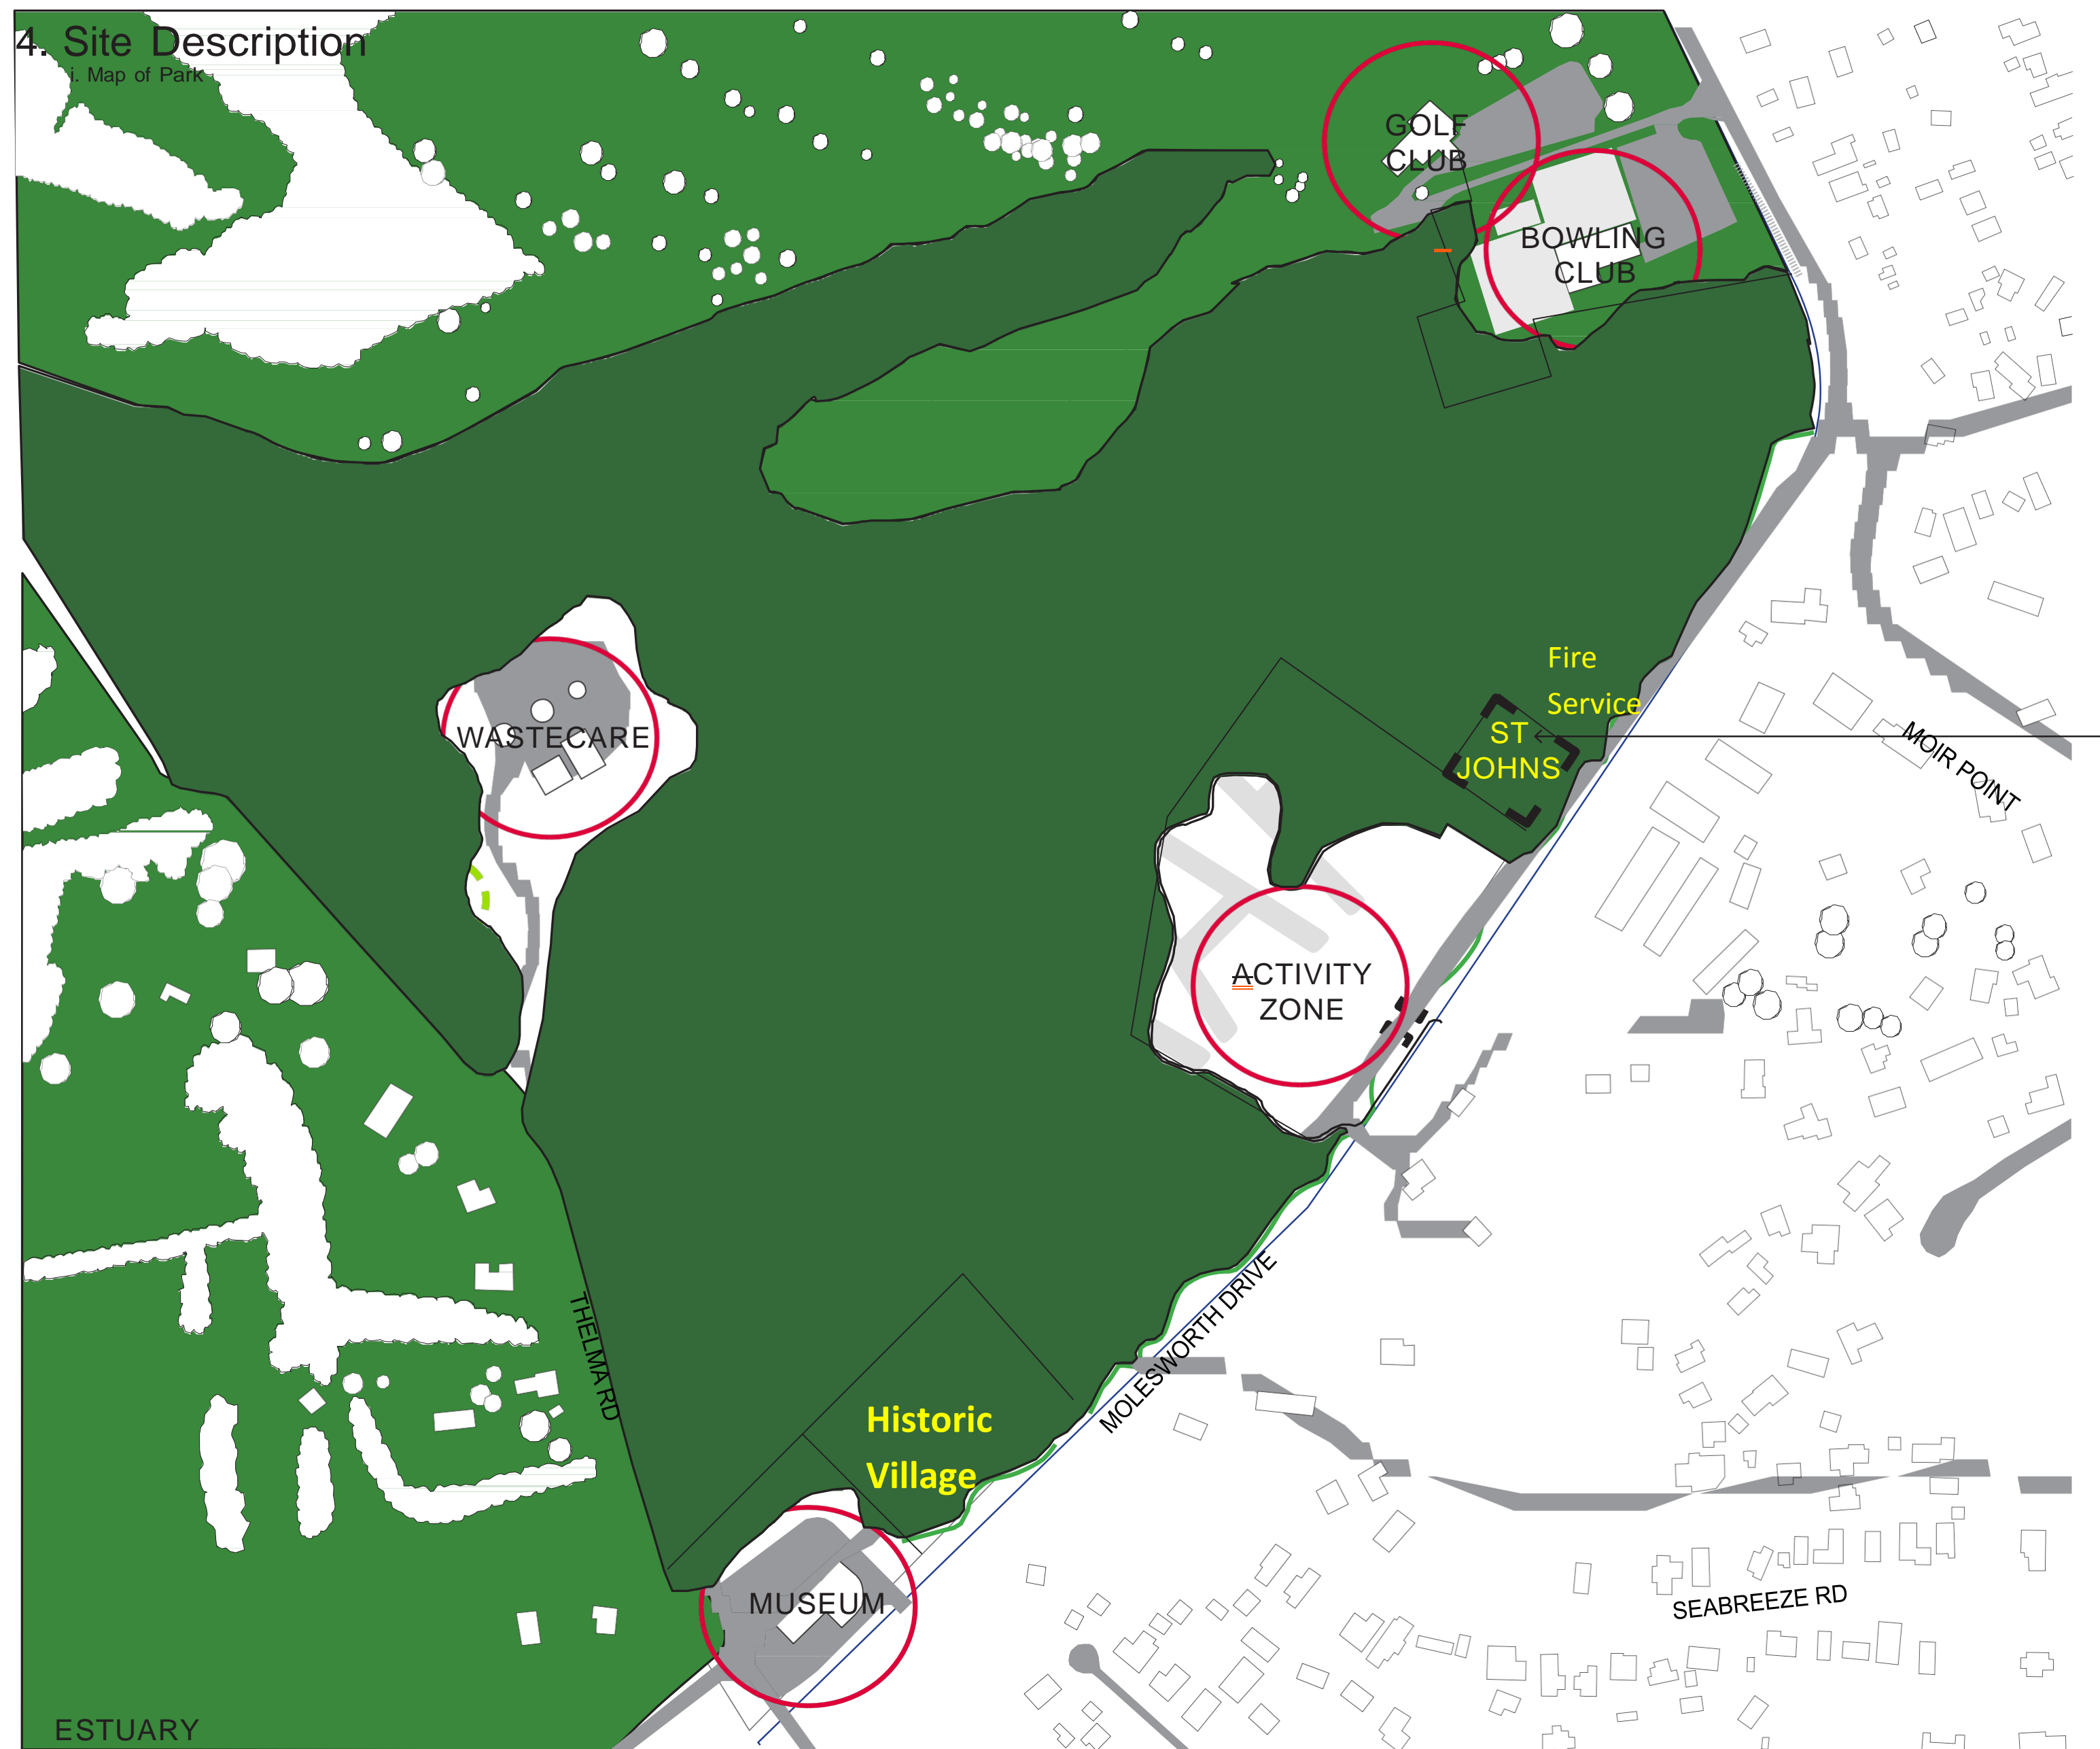 4. Site Description
i. Map of Park
GOLF
CLUB
BOWLING
CLUB
Fire
Service
ST
JOHNS
WASTECARE
MOIR POINT
ACTIVITY
ZONE
THELMA RD
MOLESWORTH DRIVE
Historic
Village
MUSEUM
SEABREEZE RD
ESTUARY